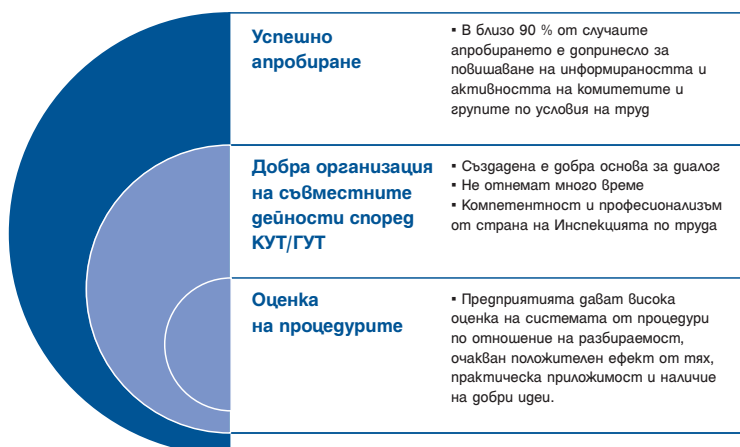 Успешно
апробиране
▪ В близо 90 % от случаите
апробирането е допринесло за
повишаване на информираността и
активността на комитетите и
групите по условия на труд
Добра организация
на съвместните
дейности според
КУТ/ГУТ
▪ Създадена е добра основа за диалог
▪ Не отнемат много време
▪ Компетентност и професионализъм
от страна на Инспекцията по труда
Оценка
на процедурите
▪ Предприятията дават висока
оценка на системата от процедури
по отношение на разбираемост,
очакван положителен ефект от тях,
практическа приложимост и наличие
на добри идеи.